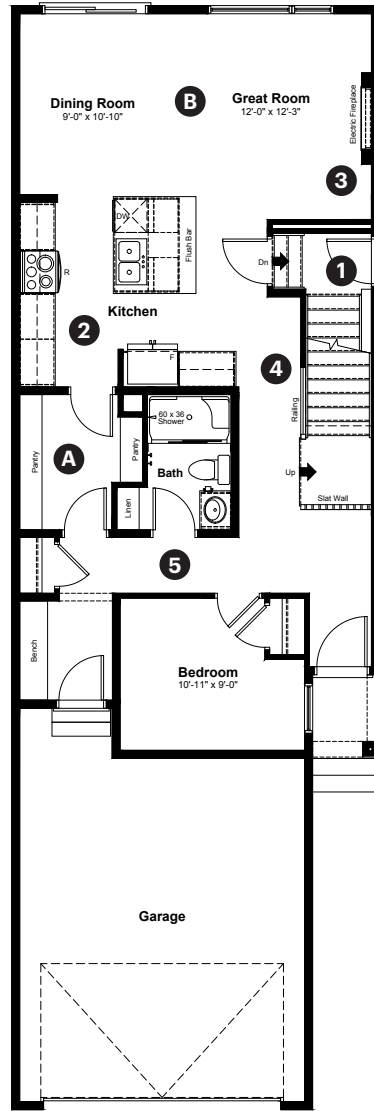 Dining Room
9'-0" x 10'-10"
B
Great Room
12'-0" x 12'-3"
Electric Fireplace
3
DW
Flush Bar
Dn
1
R
Kitchen
2
F
4
Railing
60 x 36
Shower
Pantry
A
Pantry
Bath
Linen
Up
Slat Wall
5
Bench
Bedroom
10'-11" x 9'-0"
Garage